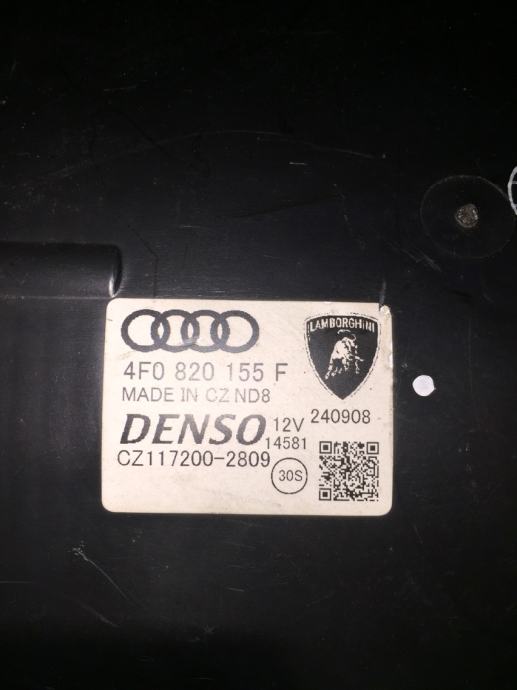 LAMBORGHINI
4F0 820 155 F
MADE IN CZ ND8
DENSO 12V 240908
14581
CZ117200-2809
30S